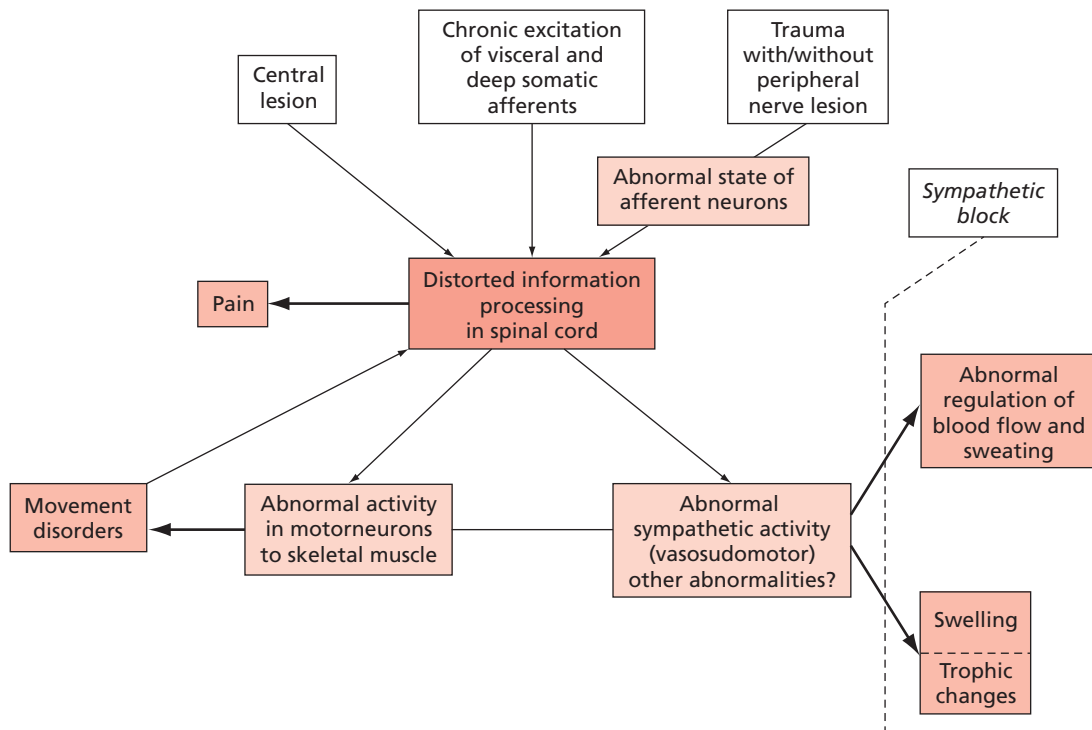 Central
lesion
Chronic excitation
of visceral and
deep somatic
afferents
Trauma
with/without
peripheral
nerve lesion
Abnormal state of
afferent neurons
Sympathetic
block
Distorted information
processing
in spinal cord
Pain
Abnormal
regulation of
blood flow and
sweating
Movement
disorders
Abnormal activity
in motorneurons
to skeletal muscle
Abnormal
sympathetic activity
(vasosudomotor)
other abnormalities?
Swelling
Trophic
changes